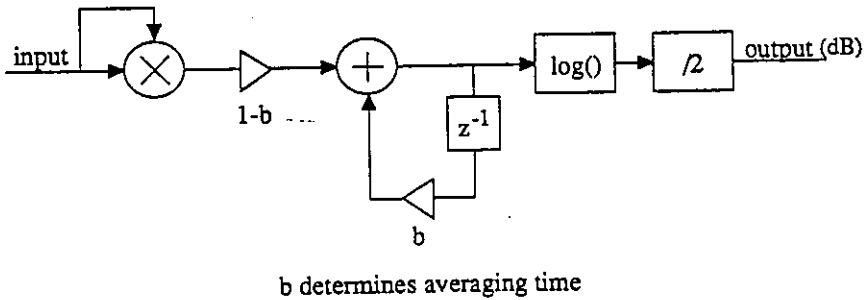 input
1-b
+
log()
/2
output (dB)
z-1
b
b determines averaging time